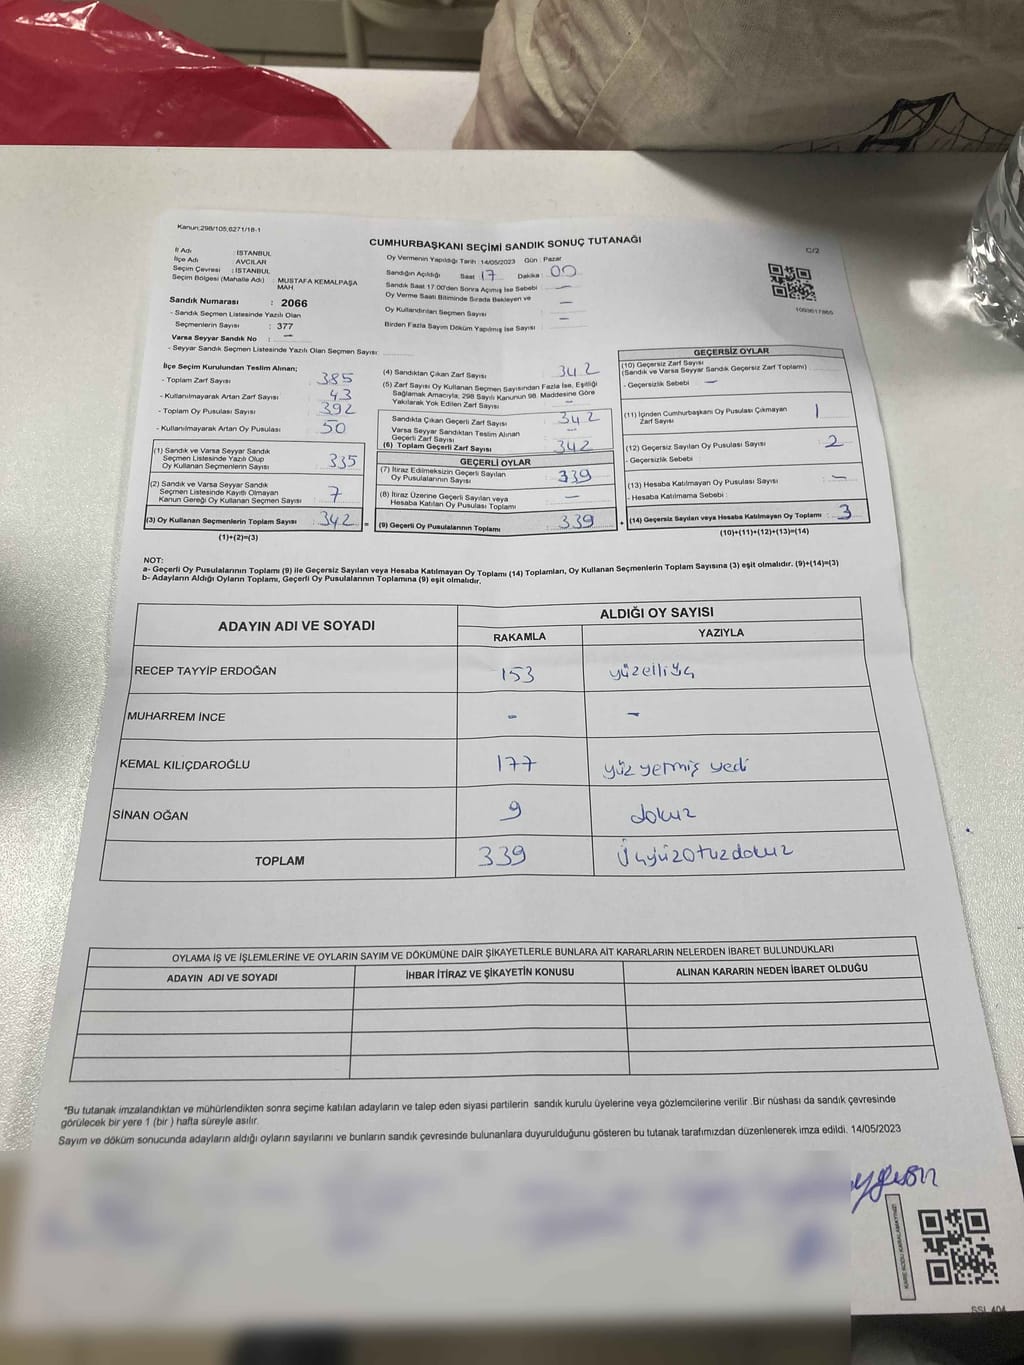 Kanun;298/105,6271/18-1
CUMHURBAŞKANI SEÇİMİ SANDIK SONUÇ TUTANAĞI
C/2
İl Adı : İSTANBUL
İlçe Adı : AVCILAR
Seçim Çevresi : İSTANBUL
Seçim Bölgesi (Mahalle Adı) : MUSTAFA KEMALPAŞA MAH.
Sandık Numarası : 2066
- Sandık Seçmen Listesinde Yazılı Olan
Seçmenlerin Sayısı : 377
Varsa Seyyar Sandık No : —
- Seyyar Sandık Seçmen Listesinde Yazılı Olan Seçmen Sayısı :
Oy Vermenin Yapıldığı Tarih : 14/05/2023 Gün : Pazar
Sandığın Açıldığı Saat : 17 Dakika : 00
Sandık Saat 17:00'den Sonra Açımış İse Sebebi : —
Oy Verme Saati Bitiminde Sırada Bekleyen ve
Oy Kullandırılan Seçmen Sayısı : —
Birden Fazla Sayım Döküm Yapılmış İse Sayısı : —
İlçe Seçim Kurulundan Teslim Alınan;
- Toplam Zarf Sayısı : 385
- Kullanılmayarak Artan Zarf Sayısı : 43
- Toplam Oy Pusulası Sayısı : 392
- Kullanılmayarak Artan Oy Pusulası : 50
(1) Sandık ve Varsa Seyyar Sandık
Seçmen Listesinde Yazılı Olup
Oy Kullanan Seçmenlerin Sayısı : 335
(2) Sandık ve Varsa Seyyar Sandık
Seçmen Listesinde Kayıtlı Olmayan
Kanun Gereği Oy Kullanan Seçmen Sayısı : 7
(3) Oy Kullanan Seçmenlerin Toplam Sayısı : 342 =
(1)+(2)=(3)
(4) Sandıktan Çıkan Zarf Sayısı : 342
(5) Zarf Sayısı Oy Kullanan Seçmen Sayısından Fazla İse, Eşitliği
Sağlamak Amacıyla; 298 Sayılı Kanunun 98. Maddesine Göre
Yakılarak Yok Edilen Zarf Sayısı : —
Sandıkta Çıkan Geçerli Zarf Sayısı : 342
Varsa Seyyar Sandıktan Teslim Alınan
Geçerli Zarf Sayısı : —
(6) Toplam Geçerli Zarf Sayısı : 342
GEÇERLİ OYLAR
(7) İtiraz Edilmeksizin Geçerli Sayılan
Oy Pusulalarının Sayısı : 339
(8) İtiraz Üzerine Geçerli Sayılan veya
Hesaba Katılan Oy Pusulası Toplamı : —
(9) Geçerli Oy Pusulalarının Toplamı : 339 +
GEÇERSİZ OYLAR
(10) Geçersiz Zarf Sayısı
(Sandık ve Varsa Seyyar Sandık Geçersiz Zarf Toplamı) :
- Geçersizlik Sebebi : —
(11) İçinden Cumhurbaşkanı Oy Pusulası Çıkmayan
Zarf Sayısı : 1
(12) Geçersiz Sayılan Oy Pusulası Sayısı : 2
- Geçersizlik Sebebi
(13) Hesaba Katılmayan Oy Pusulası Sayısı : —
- Hesaba Katılmama Sebebi :
(14) Geçersiz Sayılan veya Hesaba Katılmayan Oy Toplamı : 3
(10)+(11)+(12)+(13)=(14)
NOT:
a- Geçerli Oy Pusulalarının Toplamı (9) ile Geçersiz Sayılan veya Hesaba Katılmayan Oy Toplamı (14) Toplamları, Oy Kullanan Seçmenlerin Toplam Sayısına (3) eşit olmalıdır. (9)+(14)=(3)
b- Adayların Aldığı Oyların Toplamı, Geçerli Oy Pusulalarının Toplamına (9) eşit olmalıdır.
ADAYIN ADI VE SOYADI
ALDIĞI OY SAYISI
RAKAMLA
YAZIYLA
RECEP TAYYİP ERDOĞAN 153 yüzelliüç
MUHARREM İNCE - -
KEMAL KILIÇDAROĞLU 177 yüz yetmiş yedi
SİNAN OĞAN 9 dokuz
TOPLAM 339 Üçyüzotuzdokuz
OYLAMA İŞ VE İŞLEMLERİNE VE OYLARIN SAYIM VE DÖKÜMÜNE DAİR ŞİKAYETLERLE BUNLARA AİT KARARLARIN NELERDEN İBARET BULUNDUKLARI
ADAYIN ADI VE SOYADI
İHBAR İTİRAZ VE ŞİKAYETİN KONUSU
ALINAN KARARIN NEDEN İBARET OLDUĞU
*Bu tutanak imzalandıktan ve mühürlendikten sonra seçime katılan adayların ve talep eden siyasi partilerin sandık kurulu üyelerine veya gözlemcilerine verilir .Bir nüshası da sandık çevresinde
görülecek bir yere 1 (bir ) hafta süreyle asılır.
Sayım ve döküm sonucunda adayların aldığı oyların sayılarını ve bunların sandık çevresinde bulunanlara duyurulduğunu gösteren bu tutanak tarafımızdan düzenlenerek imza edildi. 14/05/2023